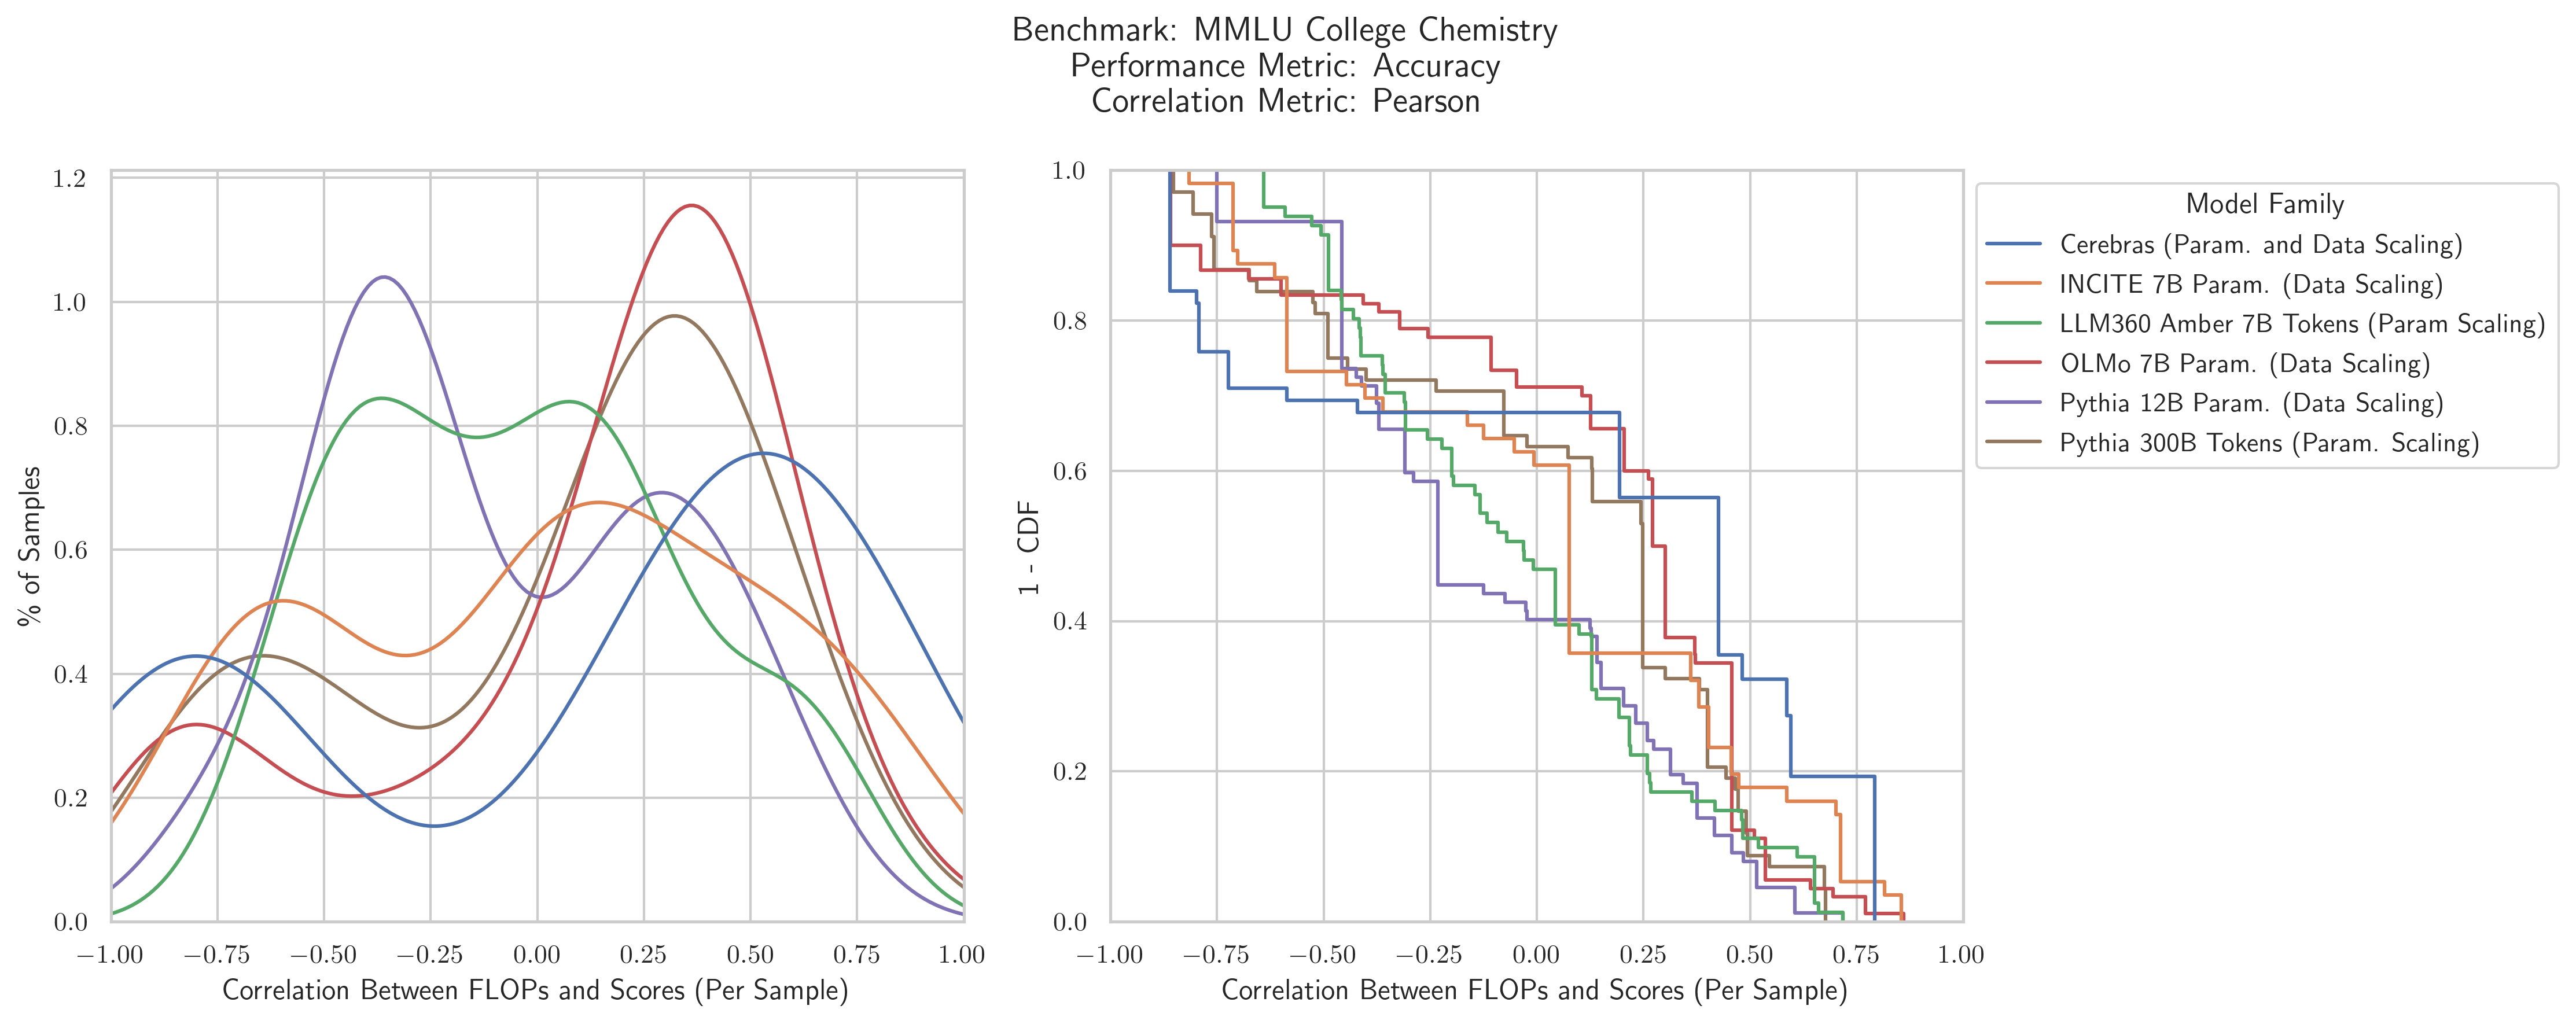 Benchmark: MMLU College Chemistry
Performance Metric: Accuracy
Correlation Metric: Pearson
% of Samples
1.2
1.0
0.8
0.6
0.4
0.2
0.0
−1.00 −0.75 −0.50 −0.25 0.00 0.25 0.50 0.75 1.00
Correlation Between FLOPs and Scores (Per Sample)
1 - CDF
1.0
0.8
0.6
0.4
0.2
0.0
−1.00 −0.75 −0.50 −0.25 0.00 0.25 0.50 0.75 1.00
Correlation Between FLOPs and Scores (Per Sample)
Model Family
Cerebras (Param. and Data Scaling)
INCITE 7B Param. (Data Scaling)
LLM360 Amber 7B Tokens (Param Scaling)
OLMo 7B Param. (Data Scaling)
Pythia 12B Param. (Data Scaling)
Pythia 300B Tokens (Param. Scaling)